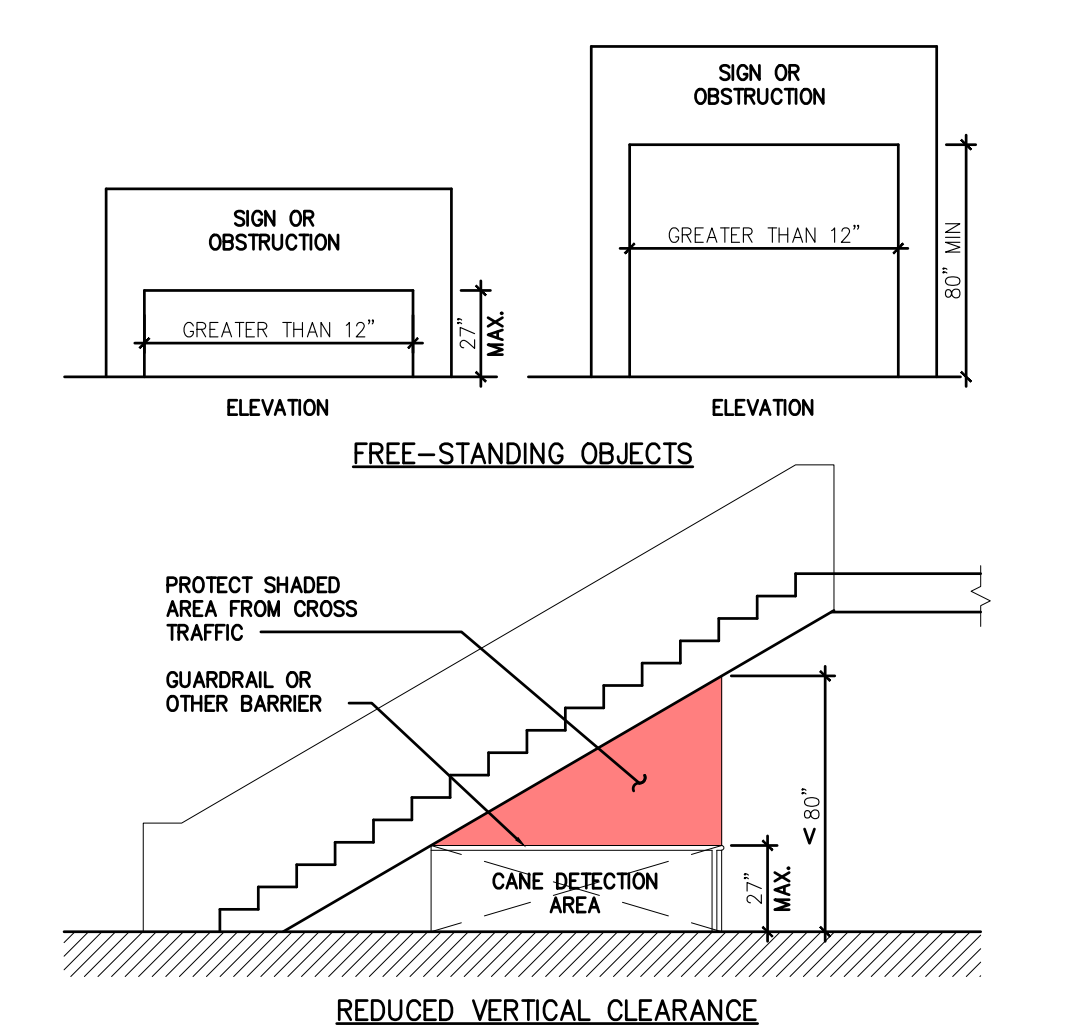 SIGN OR
OBSTRUCTION
GREATER THAN 12”
27”
MAX.
ELEVATION
SIGN OR
OBSTRUCTION
GREATER THAN 12”
80” MIN
ELEVATION
FREE-STANDING OBJECTS
PROTECT SHADED
AREA FROM CROSS
TRAFFIC
GUARDRAIL OR
OTHER BARRIER
CANE DETECTION
AREA
27”
MAX.
< 80”
REDUCED VERTICAL CLEARANCE